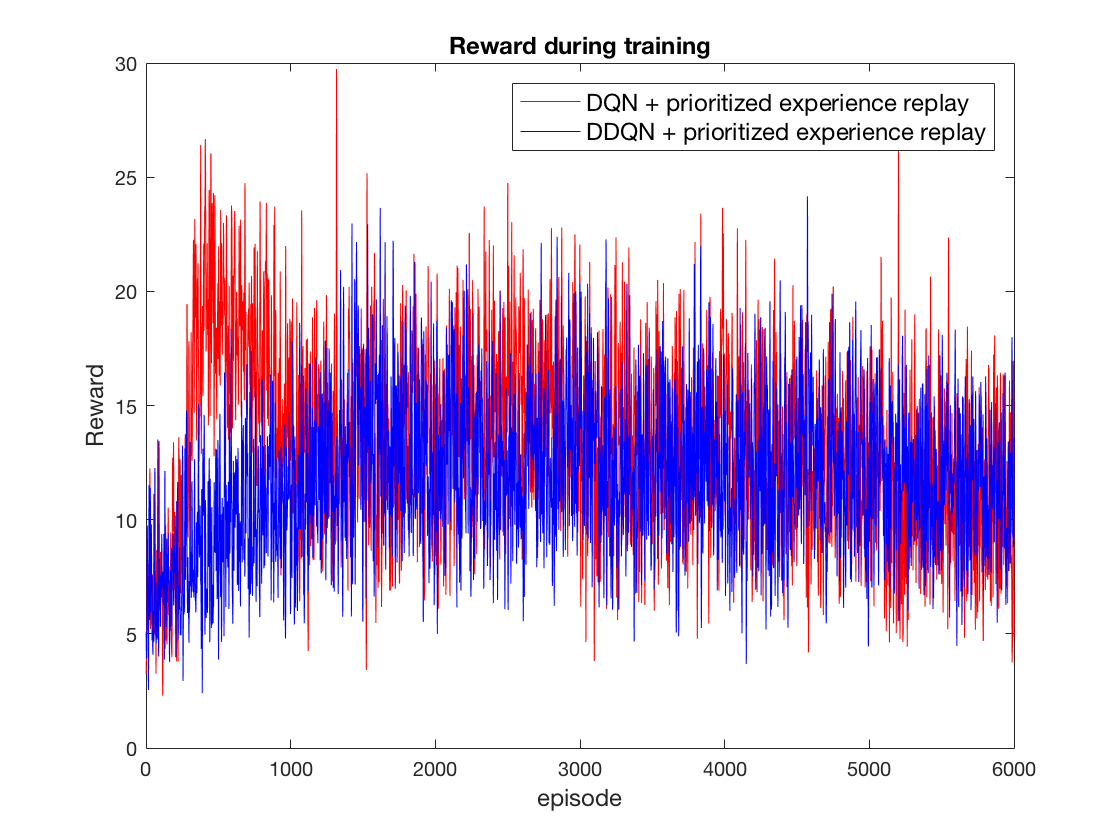 Reward during training
DQN + prioritized experience replay
DDQN + prioritized experience replay
30
25
20
15
10
5
0
Reward
0 1000 2000 3000 4000 5000 6000
episode